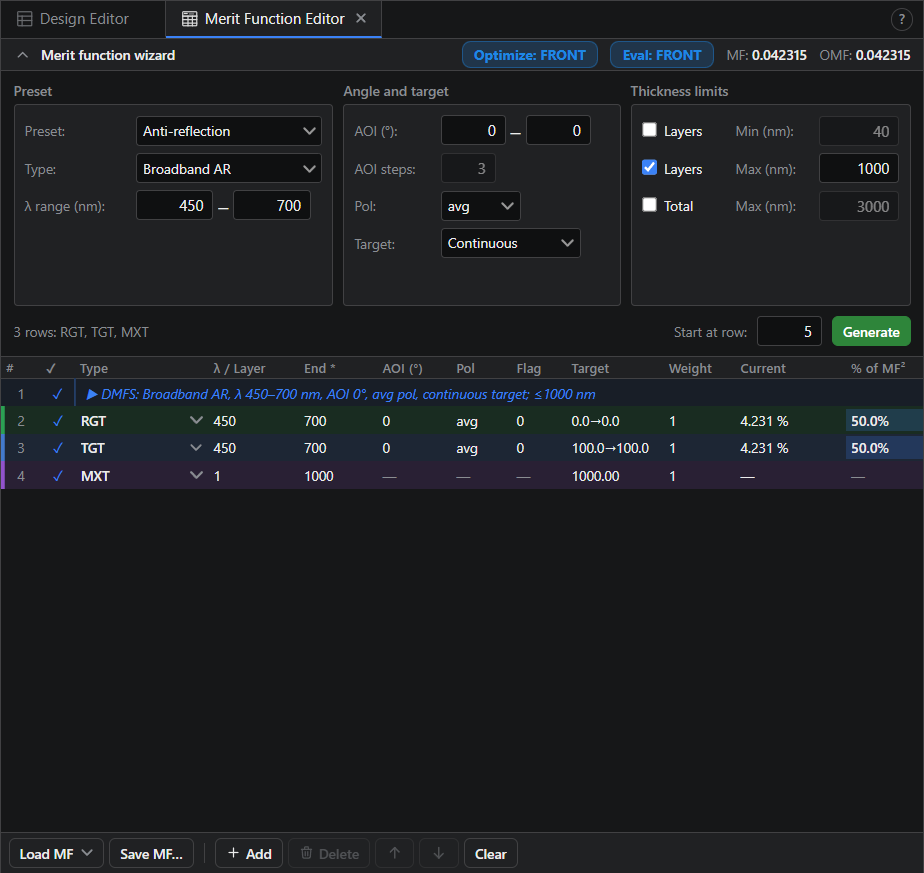 Design Editor Merit Function Editor ✕ ?
Merit function wizard Optimize: FRONT Eval: FRONT MF: 0.042315 OMF: 0.042315
Preset Angle and target Thickness limits
Preset: Anti-reflection AOI (°): 0 — 0 Layers Min (nm): 40
Type: Broadband AR AOI steps: 3 Layers Max (nm): 1000
λ range (nm): 450 — 700 Pol: avg Total Max (nm): 3000
Target: Continuous
3 rows: RGT, TGT, MXT Start at row: 5 Generate
# ✓ Type λ / Layer End * AOI (°) Pol Flag Target Weight Current % of MF²
1 ✓ ▶ DMFS: Broadband AR, λ 450–700 nm, AOI 0°, avg pol, continuous target; ≤1000 nm
2 ✓ RGT 450 700 0 avg 0 0.0→0.0 1 4.231 % 50.0%
3 ✓ TGT 450 700 0 avg 0 100.0→100.0 1 4.231 % 50.0%
4 ✓ MXT 1 1000 — — — 1000.00 1 — —
Load MF Save MF... + Add Delete ↑ ↓ Clear